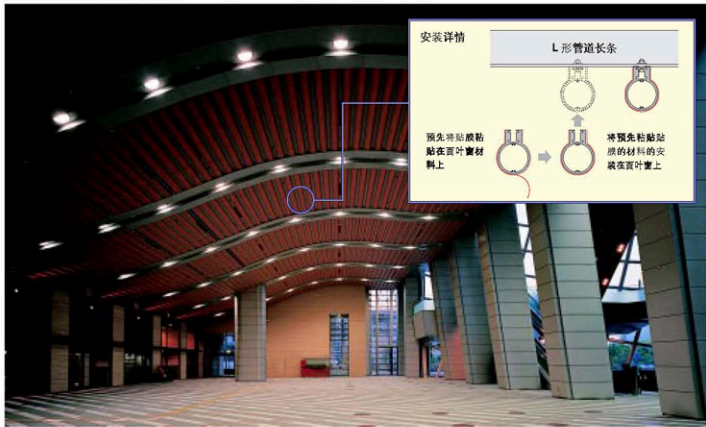 安装详情
L 形管道长条
预先将贴膜粘
贴在百叶窗材
料上
将预先粘贴贴
膜的材料的安
装在百叶窗上